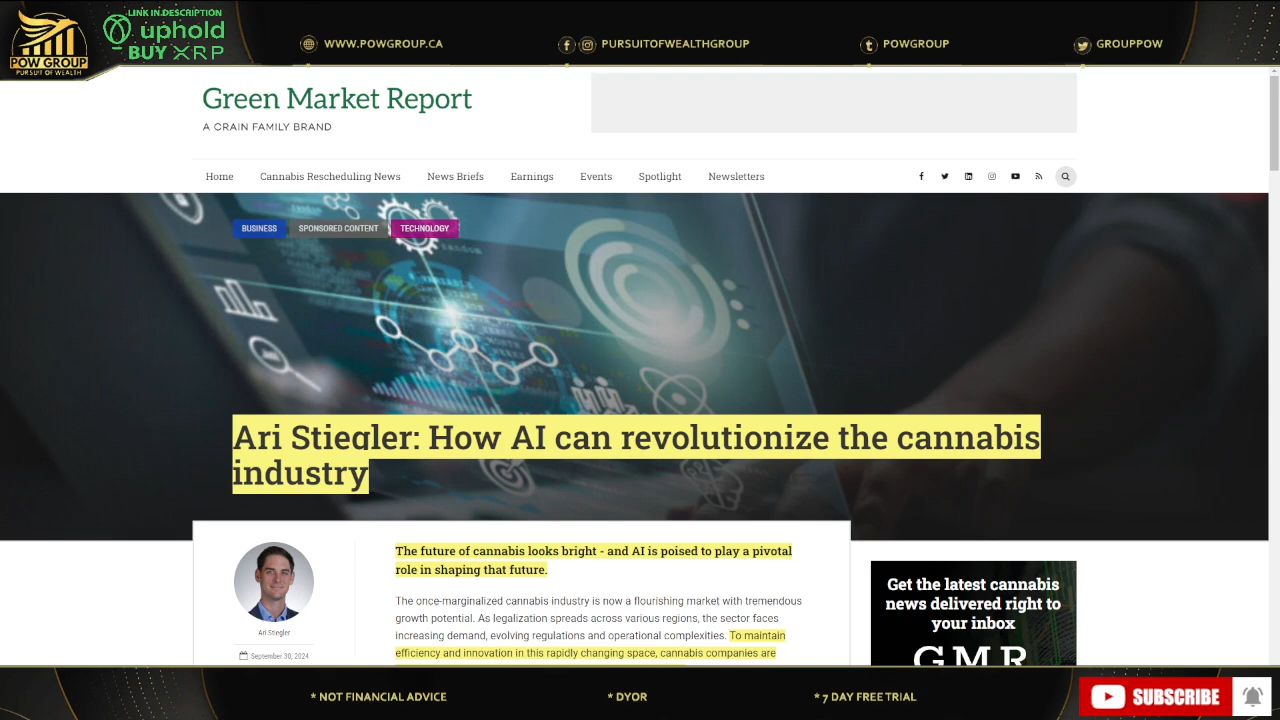 LINK IN DESCRIPTION
uphold
BUY XRP
POW GROUP
PURSUIT OF WEALTH
WWW.POWGROUP.CA
PURSUITOFWEALTHGROUP
POWGROUP
GROUPPOW
Green Market Report
A CRAIN FAMILY BRAND
Home Cannabis Rescheduling News News Briefs Earnings Events Spotlight Newsletters
BUSINESS SPONSORED CONTENT TECHNOLOGY
Ari Stiegler: How AI can revolutionize the cannabis
industry
Ari Stiegler
September 30, 2024
The future of cannabis looks bright - and AI is poised to play a pivotal
role in shaping that future.
The once-marginalized cannabis industry is now a flourishing market with tremendous
growth potential. As legalization spreads across various regions, the sector faces
increasing demand, evolving regulations and operational complexities. To maintain
efficiency and innovation in this rapidly changing space, cannabis companies are
Get the latest cannabis
news delivered right to
your inbox
GMR
* NOT FINANCIAL ADVICE
* DYOR
* 7 DAY FREE TRIAL
SUBSCRIBE